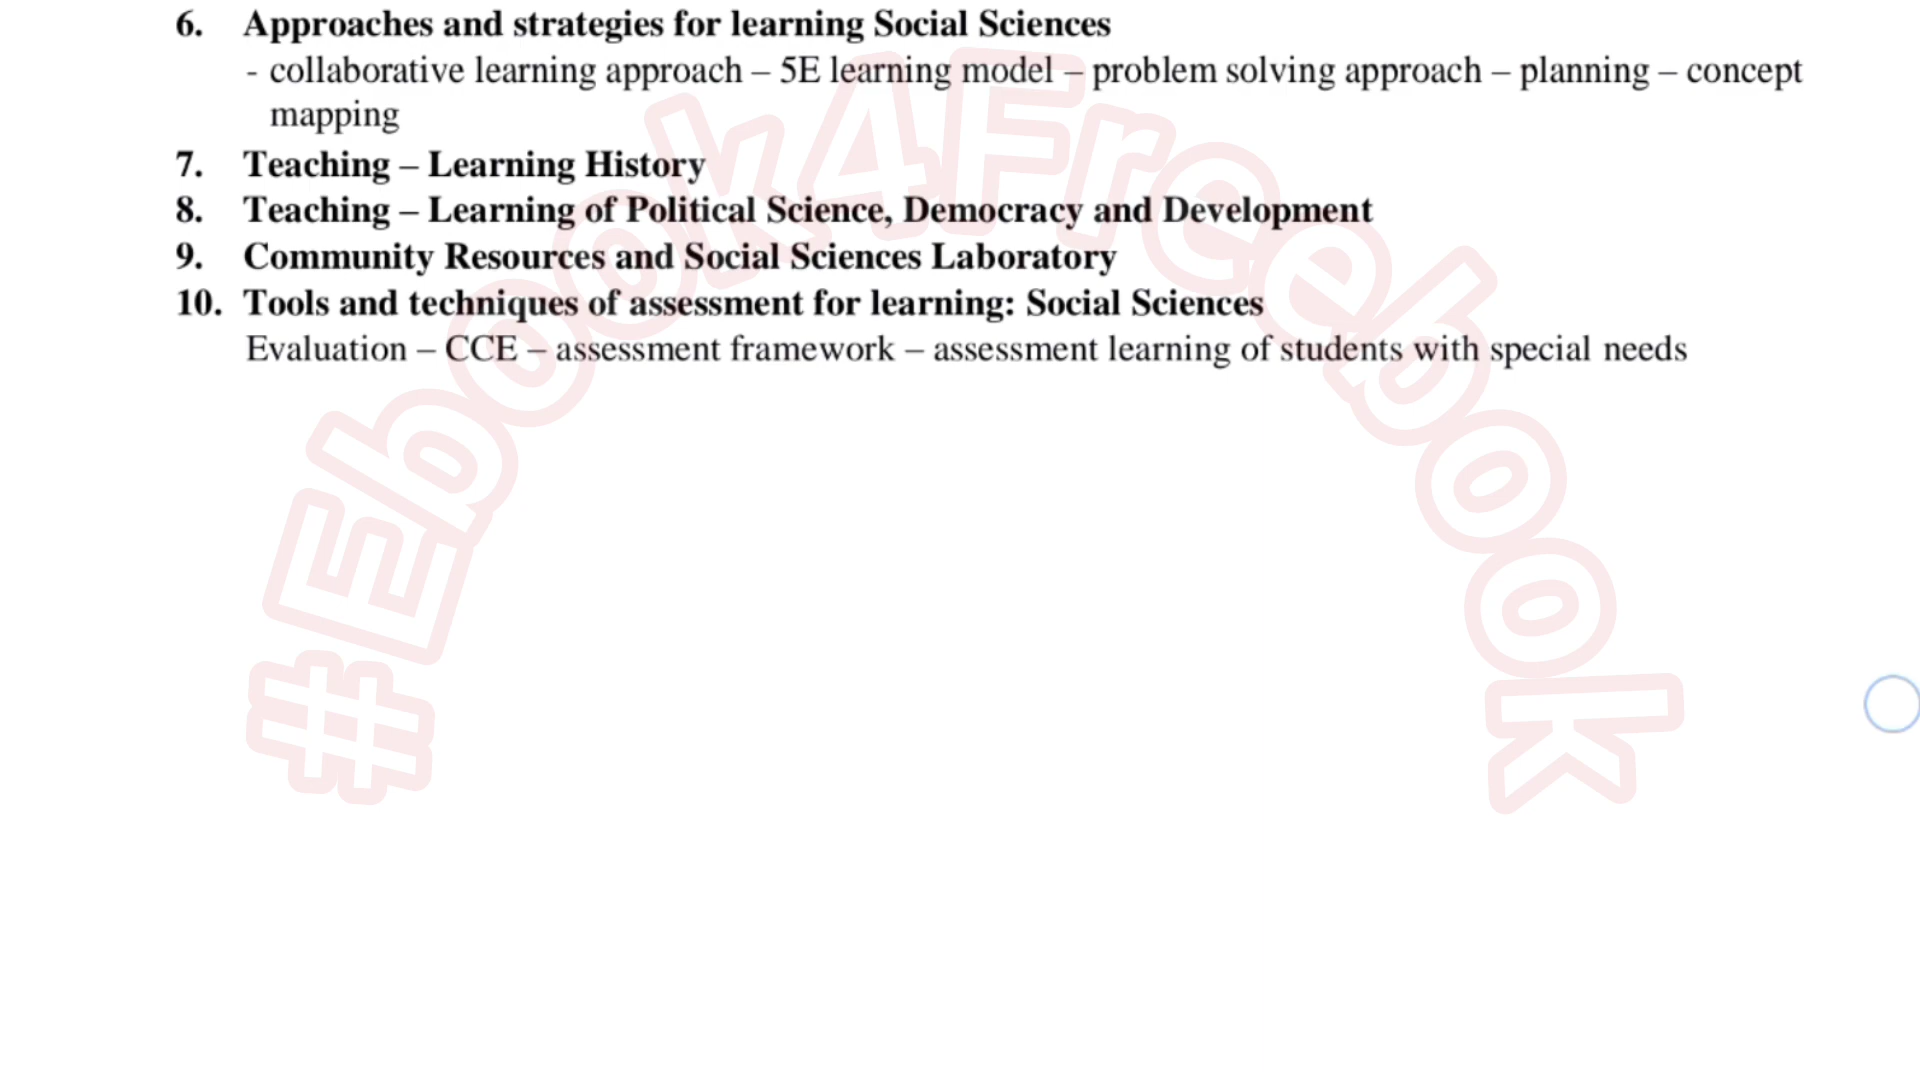 6. Approaches and strategies for learning Social Sciences
- collaborative learning approach – 5E learning model – problem solving approach – planning – concept
mapping
7. Teaching – Learning History
8. Teaching – Learning of Political Science, Democracy and Development
9. Community Resources and Social Sciences Laboratory
10. Tools and techniques of assessment for learning: Social Sciences
Evaluation – CCE – assessment framework – assessment learning of students with special needs
#Ebook4Freebook